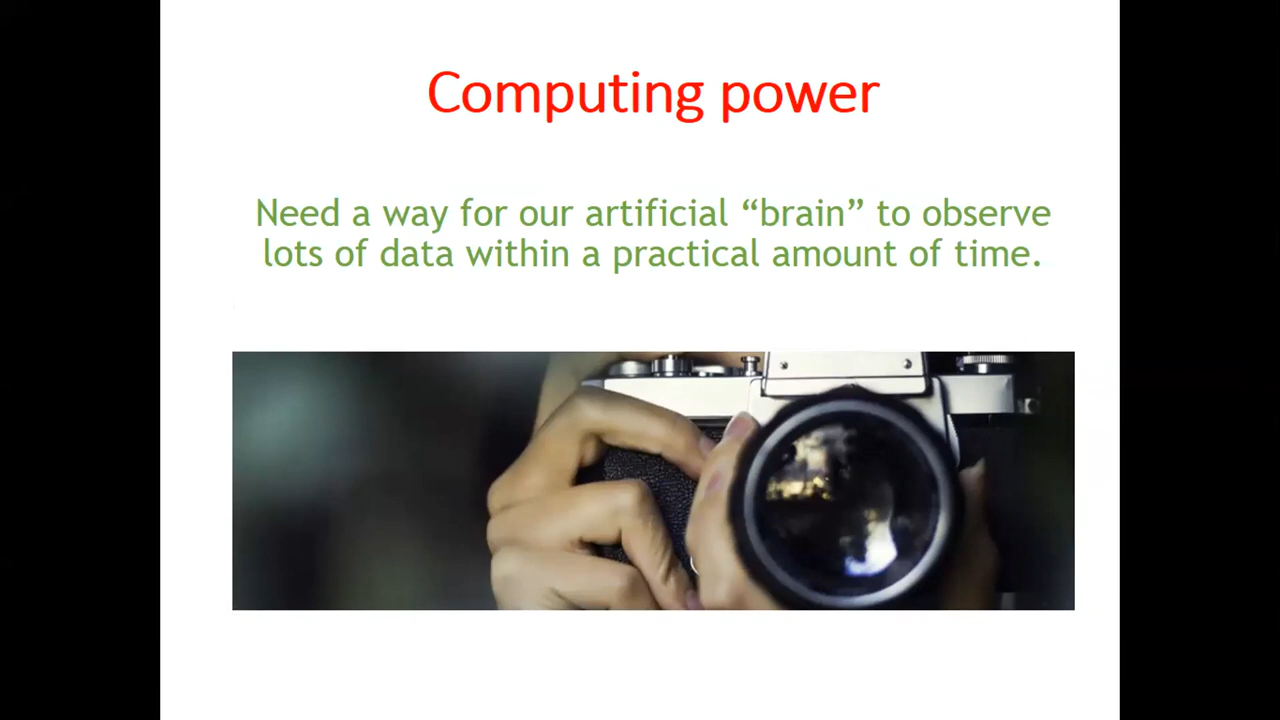 Computing power
Need a way for our artificial “brain” to observe
lots of data within a practical amount of time.